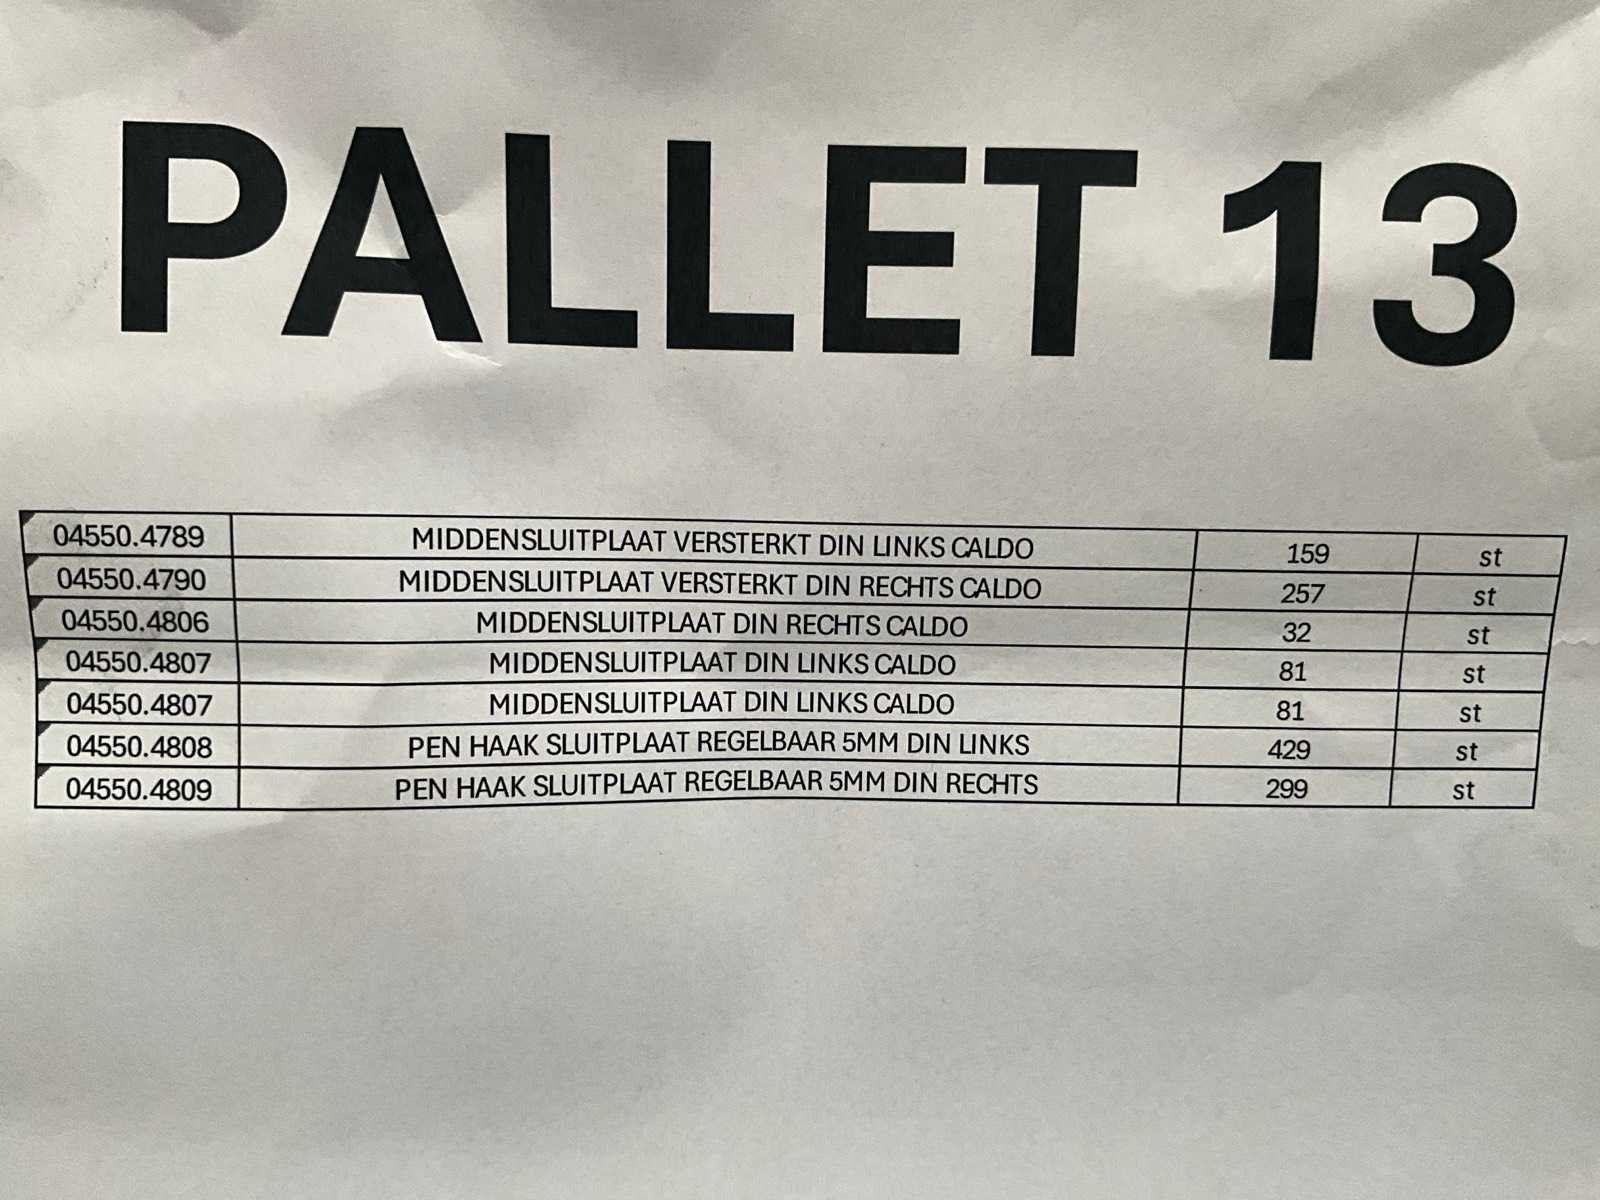 PALLET 13
04550.4789 MIDDENSLUITPLAAT VERSTERKT DIN LINKS CALDO 159 st
04550.4790 MIDDENSLUITPLAAT VERSTERKT DIN RECHTS CALDO 257 st
04550.4806 MIDDENSLUITPLAAT DIN RECHTS CALDO 32 st
04550.4807 MIDDENSLUITPLAAT DIN LINKS CALDO 81 st
04550.4807 MIDDENSLUITPLAAT DIN LINKS CALDO 81 st
04550.4808 PEN HAAK SLUITPLAAT REGELBAAR 5MM DIN LINKS 429 st
04550.4809 PEN HAAK SLUITPLAAT REGELBAAR 5MM DIN RECHTS 299 st